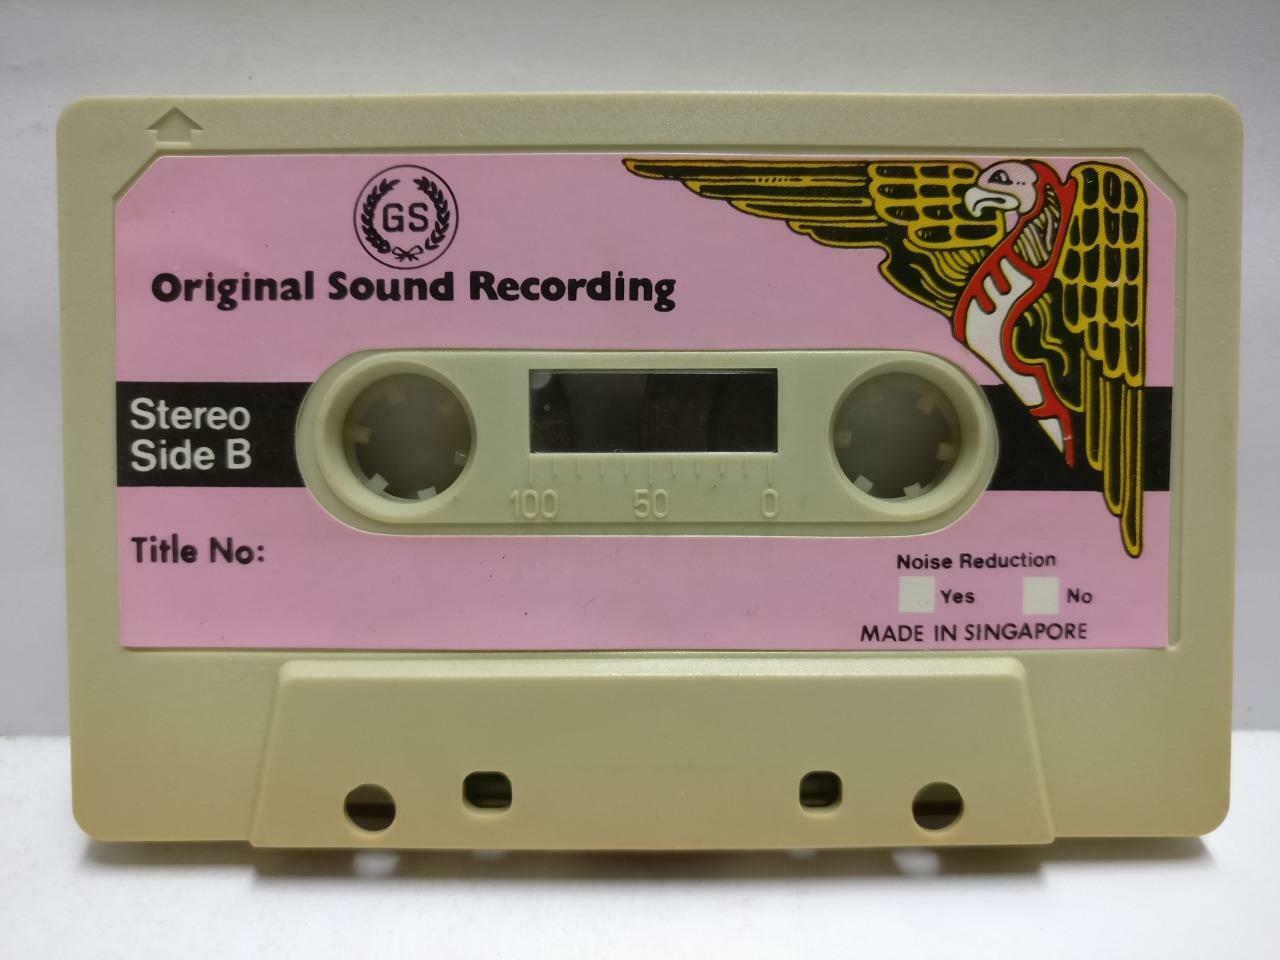 GS
Original Sound Recording
Stereo
Side B
100 50 0
Title No:
Noise Reduction
Yes No
MADE IN SINGAPORE